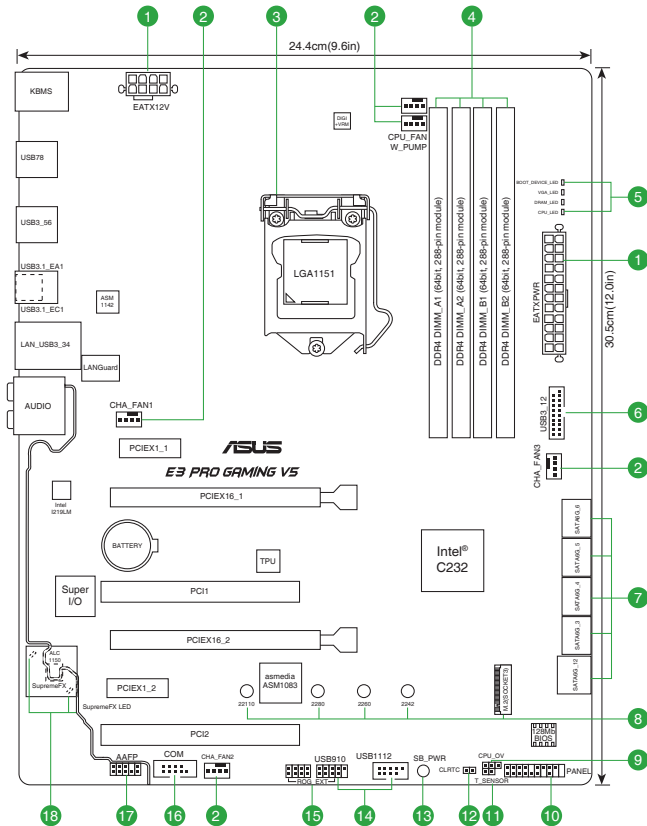 1
2
3
2
4
24.4cm(9.6in)
KBMS
EATX12V
DIGI
+VRM
CPU_FAN
W_PUMP
USB78
BOOT_DEVICE_LED
VGA_LED
DRAM_LED
CPU_LED
5
USB3_56
DDR4 DIMM_A1 (64bit, 288-pin module)
DDR4 DIMM_A2 (64bit, 288-pin module)
DDR4 DIMM_B1 (64bit, 288-pin module)
DDR4 DIMM_B2 (64bit, 288-pin module)
1
EATXPWR
30.5cm(12.0in)
LGA1151
USB3.1_EA1
USB3.1_EC1
ASM
1142
LAN_USB3_34
LANGuard
AUDIO
CHA_FAN1
USB3_12
6
PCIEX1_1
ASUS
E3 PRO GAMING V5
CHA_FAN3
2
Intel
I219LM
PCIEX16_1
SATA6G_6
SATA6G_5
SATA6G_4
SATA6G_3
SATA6G_12
7
BATTERY
TPU
Intel®
C232
Super
I/O
PCI1
PCIEX16_2
ALC
1150
SupremeFX
SupremeFX LED
PCIEX1_2
asmedia
ASM1083
22110
2280
2260
2242
M.2(SOCKET3)
8
128Mb
BIOS
PCI2
AAFP
COM
CHA_FAN2
ROG_EXT
USB910
USB1112
SB_PWR
CLRTC
CPU_OV
T_SENSOR
PANEL
9
18
17
16
2
15
14
13
12
11
10